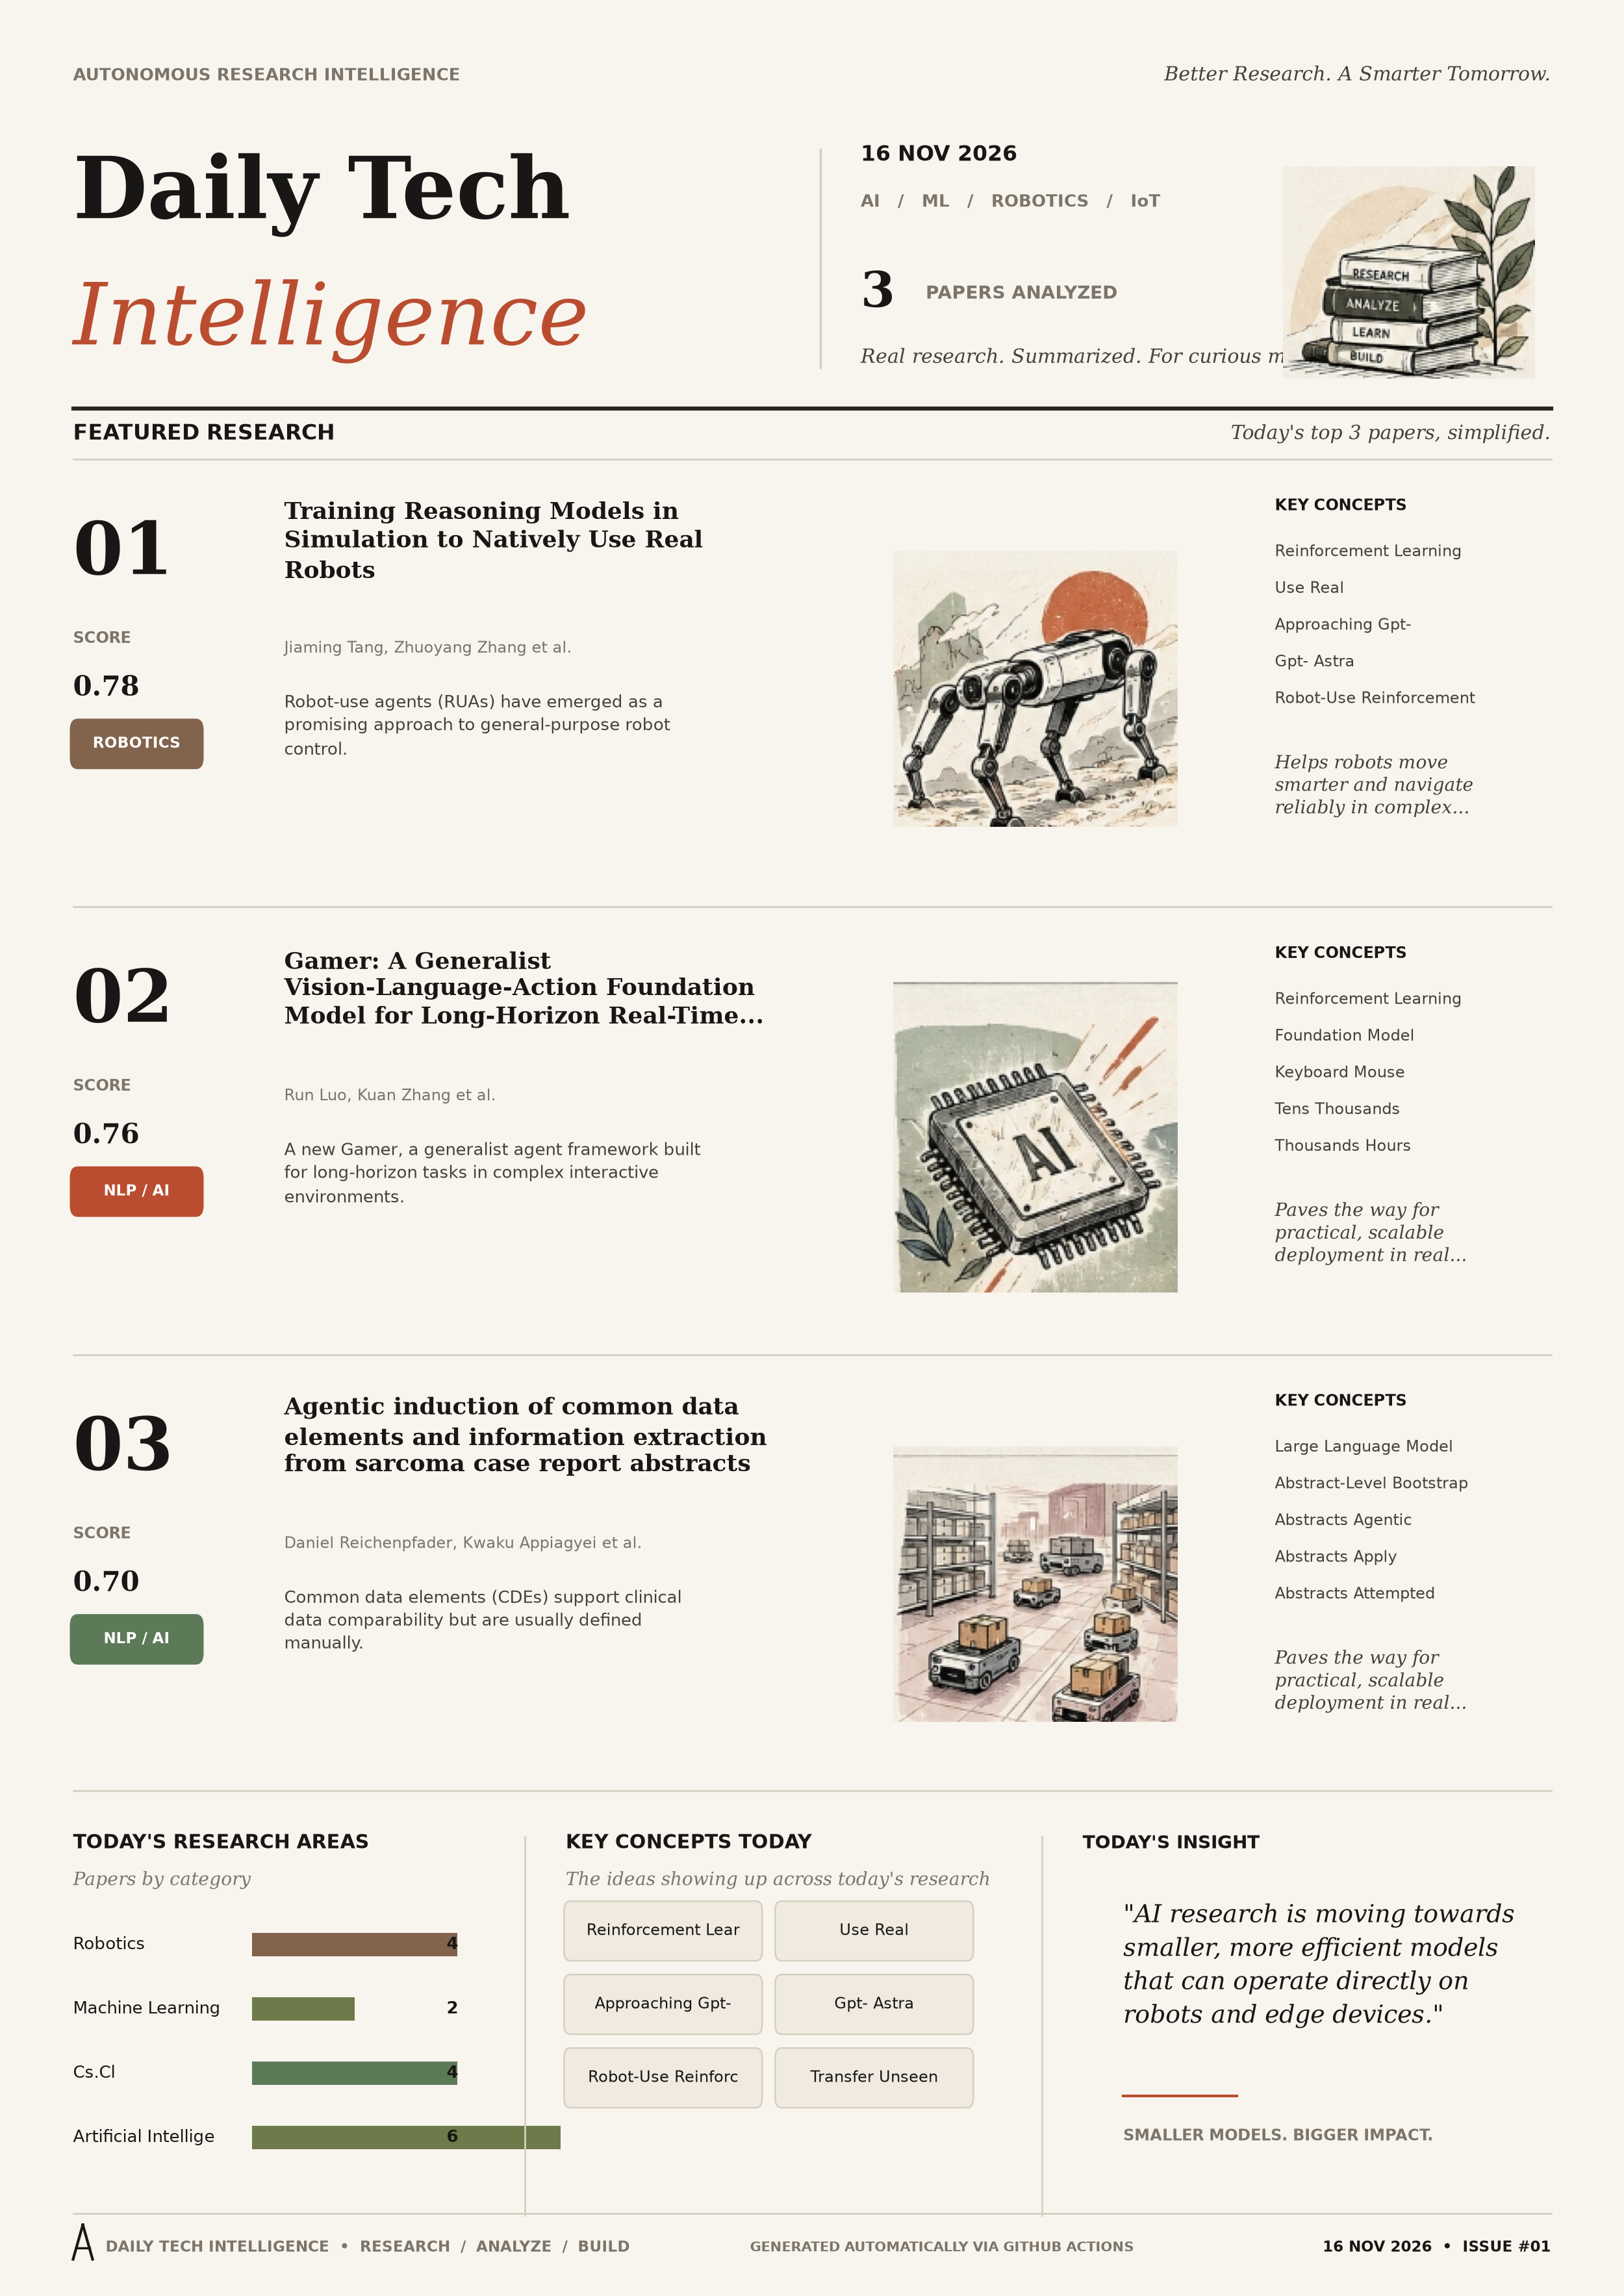 AUTONOMOUS RESEARCH INTELLIGENCE
Better Research. A Smarter Tomorrow.
Daily Tech
Intelligence
16 NOV 2026
AI / ML / ROBOTICS / IoT
3 PAPERS ANALYZED
Real research. Summarized. For curious m
RESEARCH
ANALYZE
LEARN
BUILD
FEATURED RESEARCH
Today's top 3 papers, simplified.
01
SCORE
0.78
ROBOTICS
Training Reasoning Models in
Simulation to Natively Use Real
Robots
Jiaming Tang, Zhuoyang Zhang et al.
Robot-use agents (RUAs) have emerged as a
promising approach to general-purpose robot
control.
KEY CONCEPTS
Reinforcement Learning
Use Real
Approaching Gpt-
Gpt- Astra
Robot-Use Reinforcement
Helps robots move
smarter and navigate
reliably in complex...
02
SCORE
0.76
NLP / AI
Gamer: A Generalist
Vision-Language-Action Foundation
Model for Long-Horizon Real-Time...
Run Luo, Kuan Zhang et al.
A new Gamer, a generalist agent framework built
for long-horizon tasks in complex interactive
environments.
AI
KEY CONCEPTS
Reinforcement Learning
Foundation Model
Keyboard Mouse
Tens Thousands
Thousands Hours
Paves the way for
practical, scalable
deployment in real...
03
SCORE
0.70
NLP / AI
Agentic induction of common data
elements and information extraction
from sarcoma case report abstracts
Daniel Reichenpfader, Kwaku Appiagyei et al.
Common data elements (CDEs) support clinical
data comparability but are usually defined
manually.
KEY CONCEPTS
Large Language Model
Abstract-Level Bootstrap
Abstracts Agentic
Abstracts Apply
Abstracts Attempted
Paves the way for
practical, scalable
deployment in real...
TODAY'S RESEARCH AREAS
Papers by category
Robotics 4
Machine Learning 2
Cs.Cl 4
Artificial Intellige 6
KEY CONCEPTS TODAY
The ideas showing up across today's research
Reinforcement Lear
Use Real
Approaching Gpt-
Gpt- Astra
Robot-Use Reinforc
Transfer Unseen
TODAY'S INSIGHT
"AI research is moving towards
smaller, more efficient models
that can operate directly on
robots and edge devices."
SMALLER MODELS. BIGGER IMPACT.
A DAILY TECH INTELLIGENCE • RESEARCH / ANALYZE / BUILD
GENERATED AUTOMATICALLY VIA GITHUB ACTIONS
16 NOV 2026 • ISSUE #01